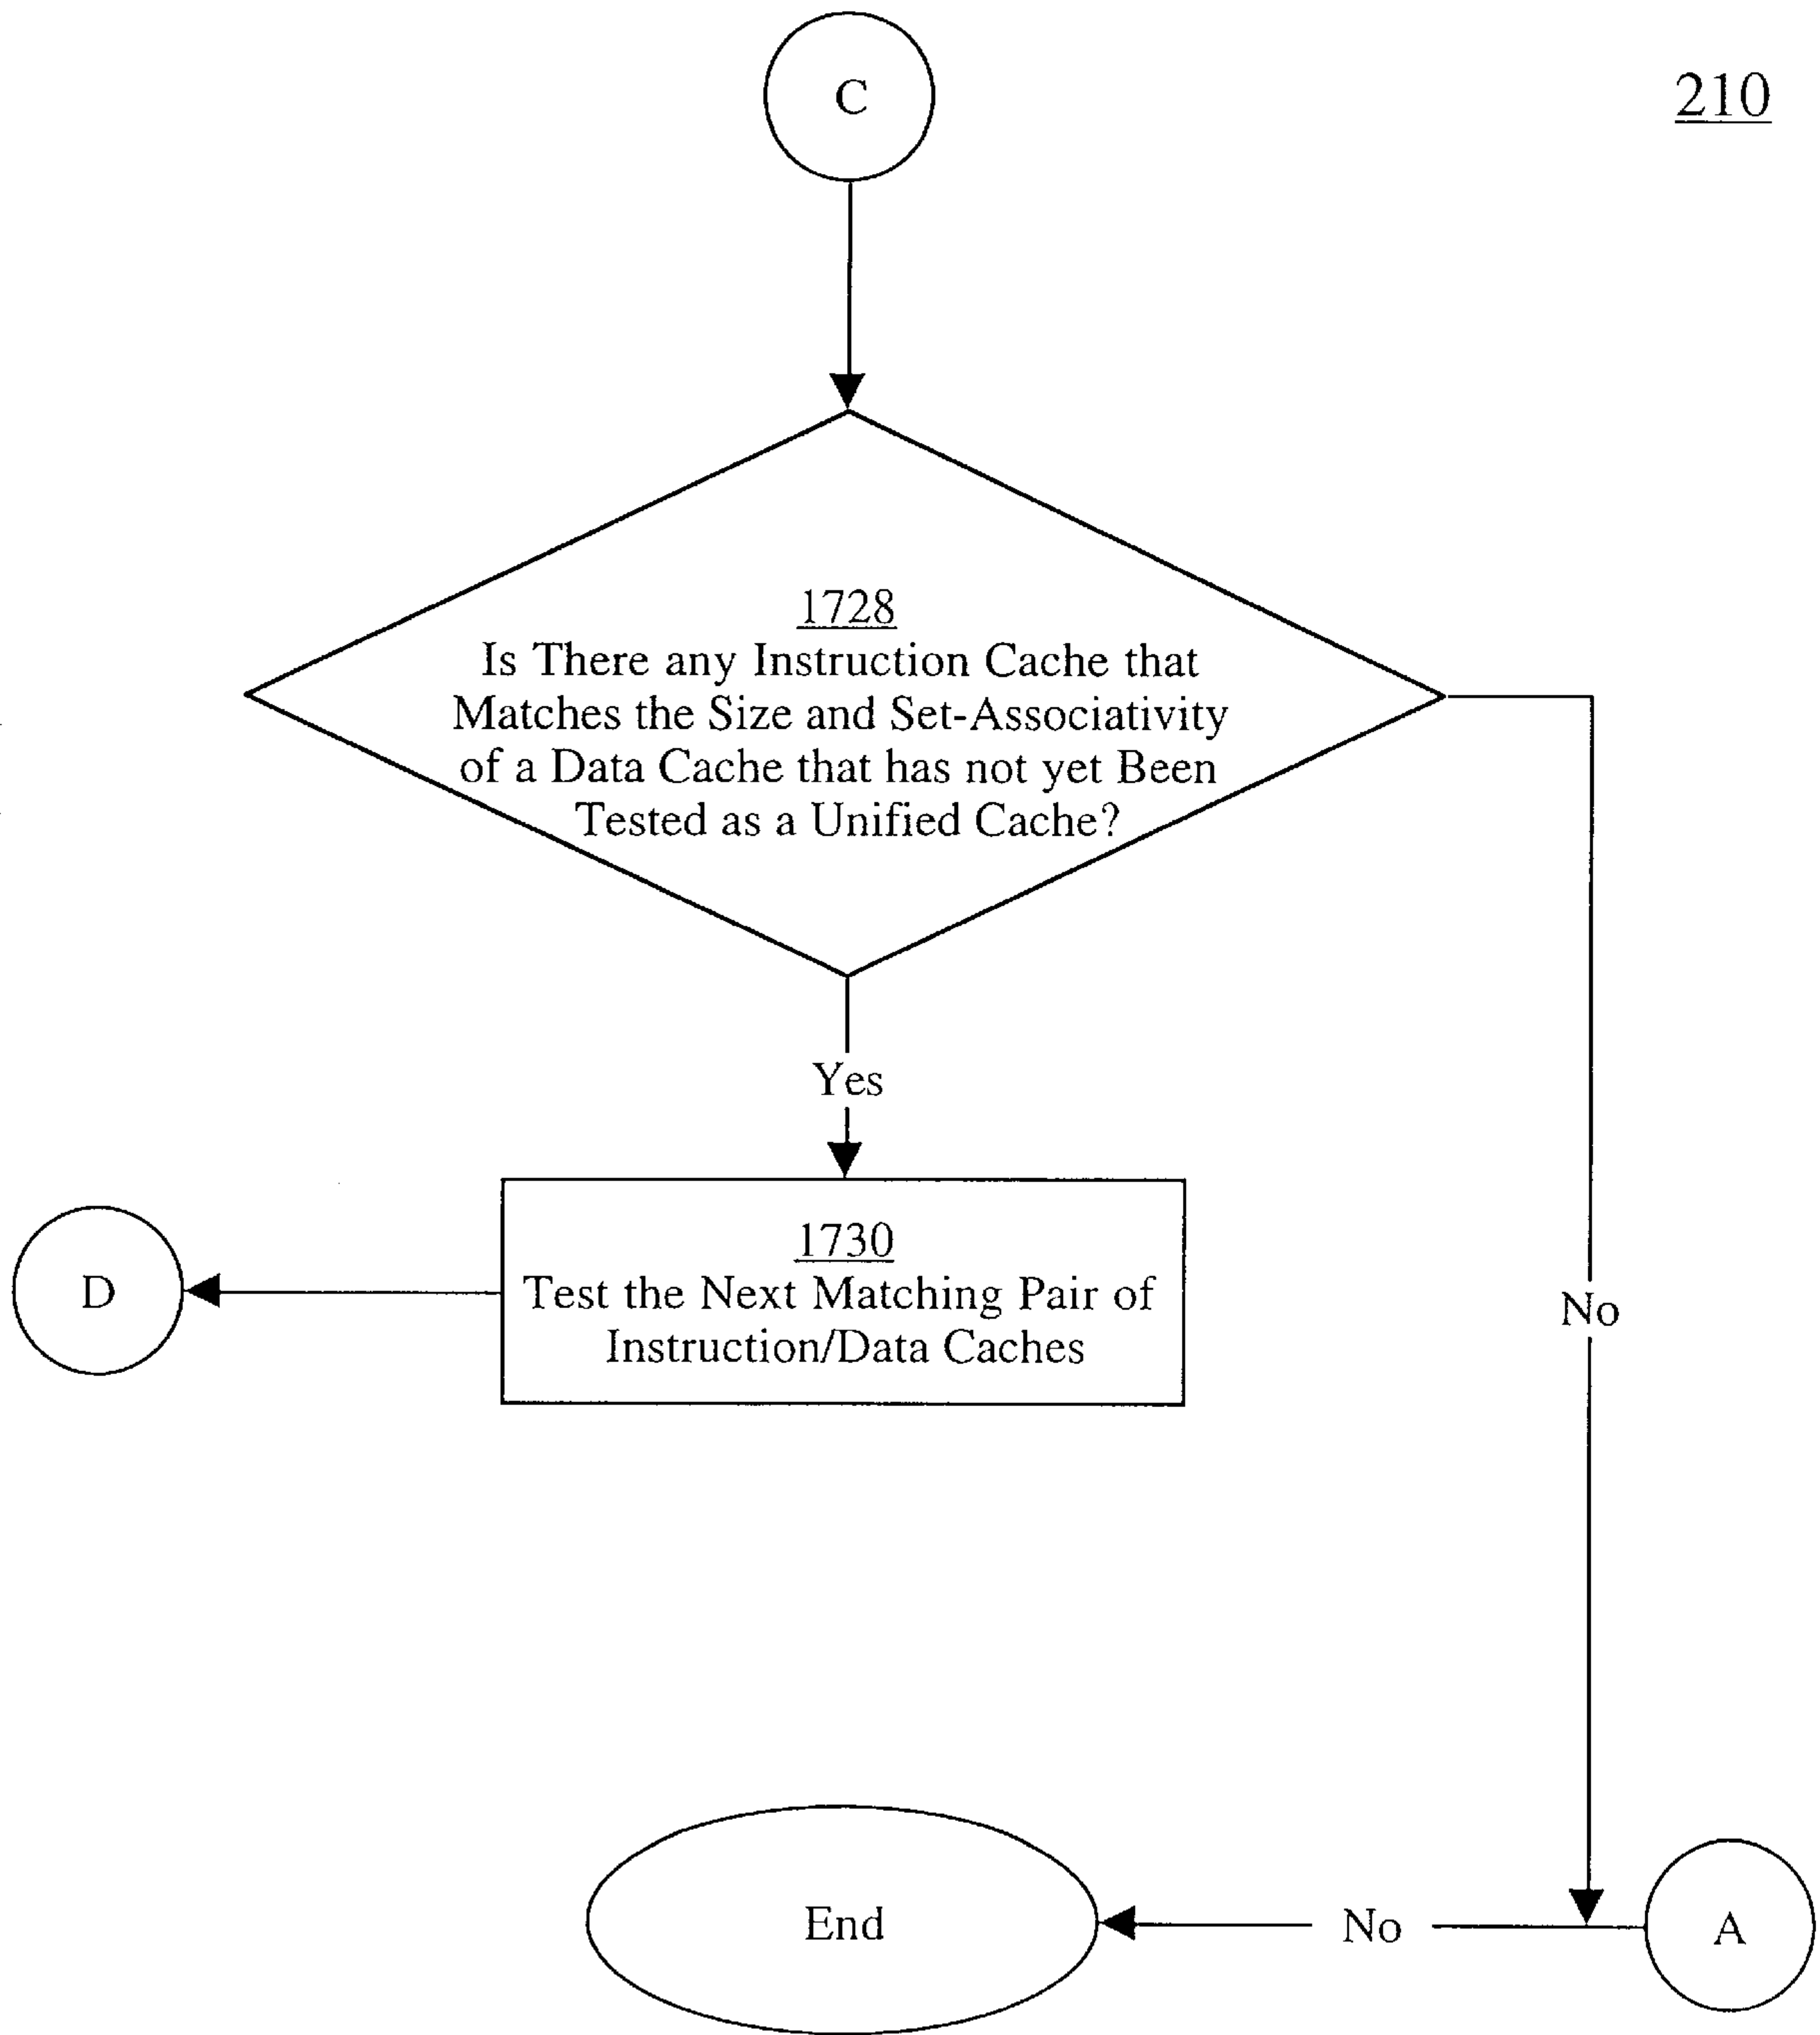 C
210
1728
Is There any Instruction Cache that
Matches the Size and Set-Associativity
of a Data Cache that has not yet Been
Tested as a Unified Cache?
Yes
1730
Test the Next Matching Pair of
Instruction/Data Caches
D
No
End
No
A